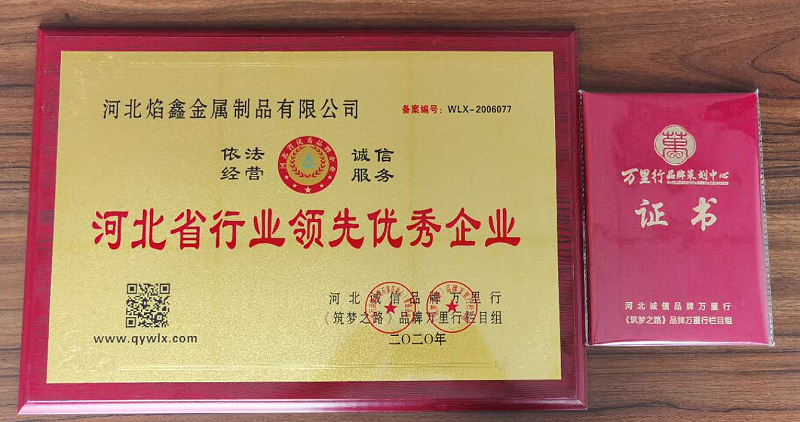 河北焰鑫金属制品有限公司
备案编号：WLX-2006077
依法 诚信
经营 服务
河北省行业领先优秀企业
河北诚信品牌万里行
《筑梦之路》品牌万里行栏目组
二〇二〇年
www.qywlx.com
萬
万里行品牌策划中心
证书
河北诚信品牌万里行
《筑梦之路》品牌万里行栏目组